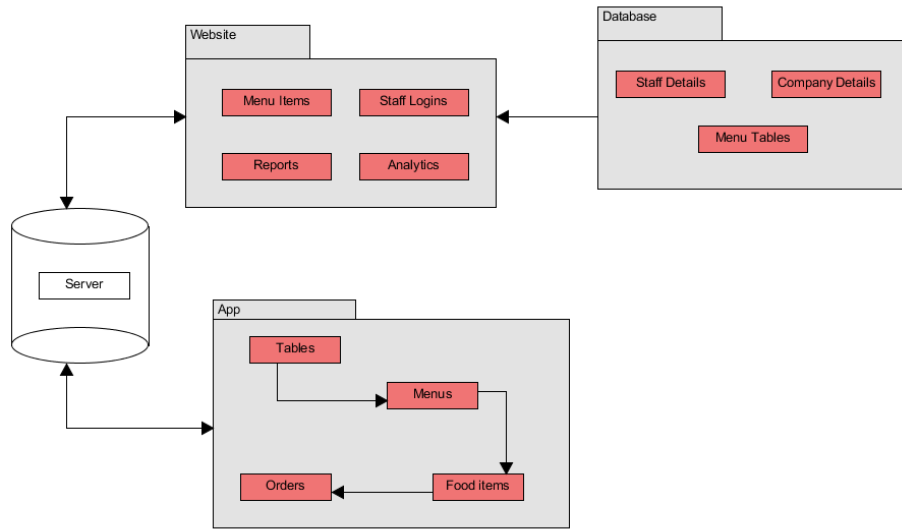 Database
Website
Staff Details
Company Details
Menu Items
Staff Logins
Menu Tables
Reports
Analytics
Server
App
Tables
Menus
Orders
Food items